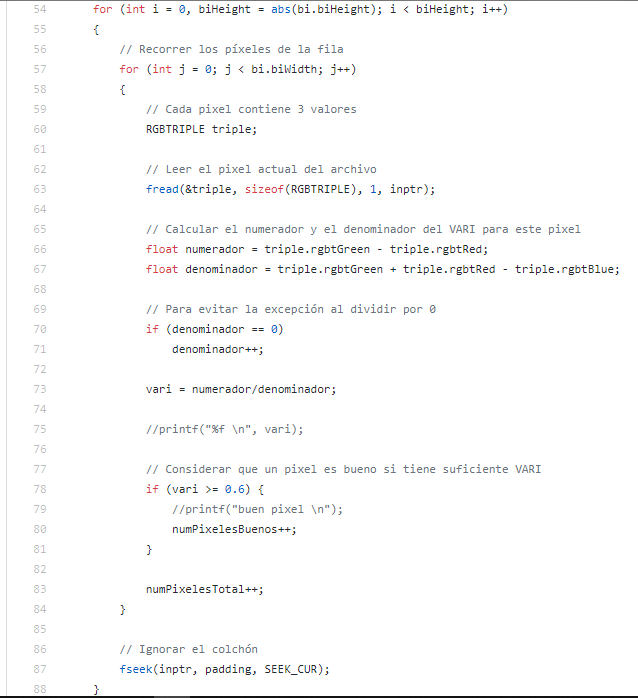 54 for (int i = 0, biHeight = abs(bi.biHeight); i < biHeight; i++)
55 {
56 // Recorrer los píxeles de la fila
57 for (int j = 0; j < bi.biWidth; j++)
58 {
59 // Cada pixel contiene 3 valores
60 RGBTRIPLE triple;
61
62 // Leer el pixel actual del archivo
63 fread(&triple, sizeof(RGBTRIPLE), 1, inptr);
64
65 // Calcular el numerador y el denominador del VARI para este pixel
66 float numerador = triple.rgbtGreen - triple.rgbtRed;
67 float denominador = triple.rgbtGreen + triple.rgbtRed - triple.rgbtBlue;
68
69 // Para evitar la excepción al dividir por 0
70 if (denominador == 0)
71 denominador++;
72
73 vari = numerador/denominador;
74
75 //printf("%f \n", vari);
76
77 // Considerar que un pixel es bueno si tiene suficiente VARI
78 if (vari >= 0.6) {
79 //printf("buen pixel \n");
80 numPixelesBuenos++;
81 }
82
83 numPixelesTotal++;
84 }
85
86 // Ignorar el colchón
87 fseek(inptr, padding, SEEK_CUR);
88 }